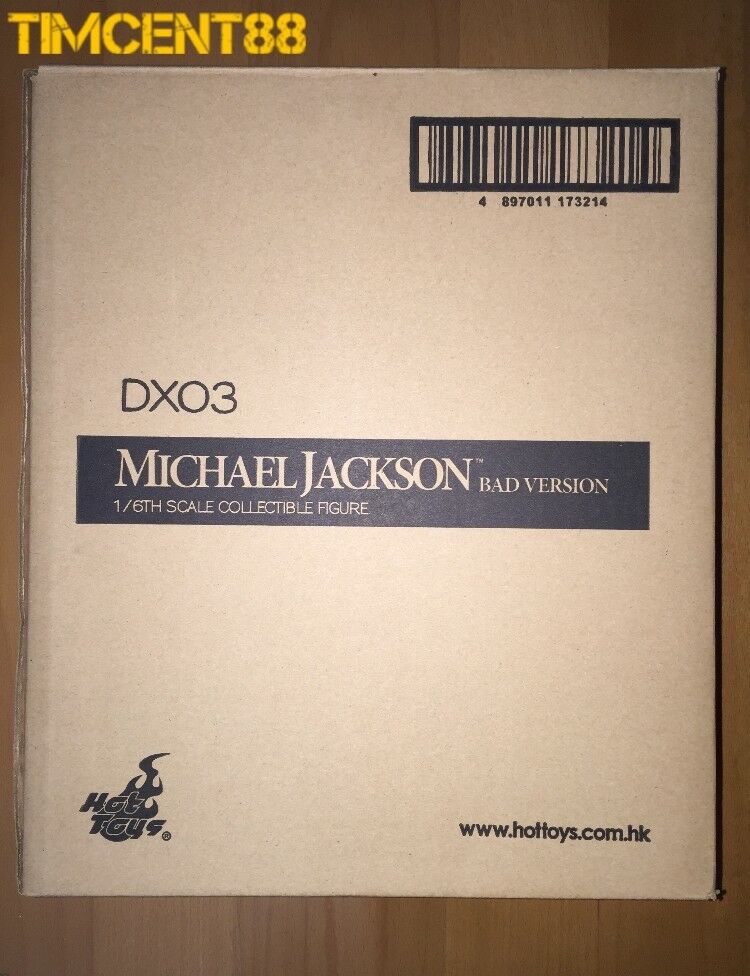 TIMCENT88
4 897011 173214
DX03
MICHAEL JACKSON™ BAD VERSION
1/6TH SCALE COLLECTIBLE FIGURE
Hot
Toys®
www.hottoys.com.hk